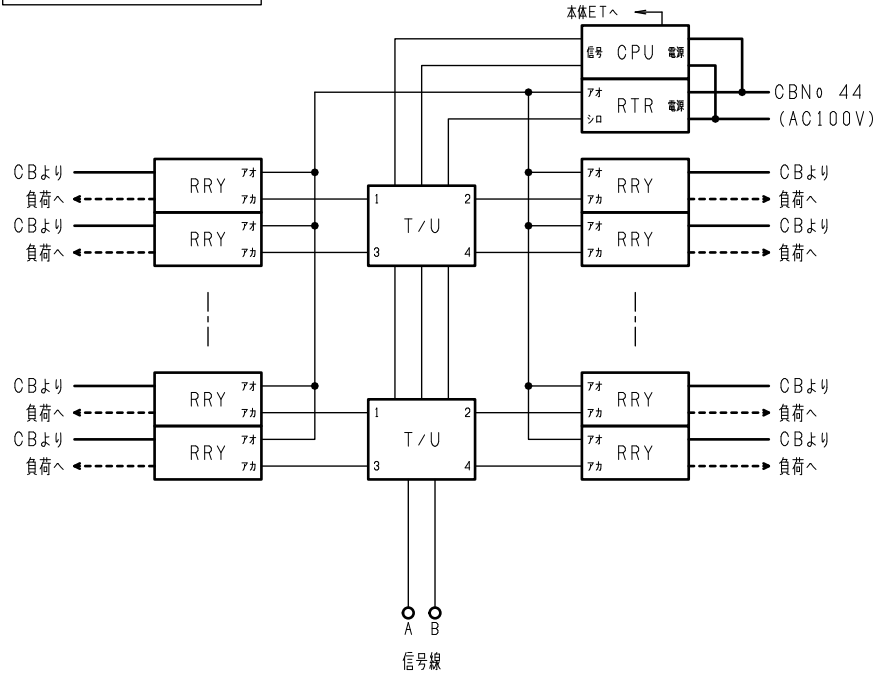 本体ETへ
信号 CPU 電源
アオ RTR 電源 CBNo 44
シロ (AC100V)
CBより RRY アオ アオ RRY CBより
負荷へ アカ 1 T/U 2 アカ 負荷へ
CBより RRY アオ アオ RRY CBより
負荷へ アカ 3 4 アカ 負荷へ
CBより RRY アオ アオ RRY CBより
負荷へ アカ 1 T/U 2 アカ 負荷へ
CBより RRY アオ アオ RRY CBより
負荷へ アカ 3 4 アカ 負荷へ
A B
信号線